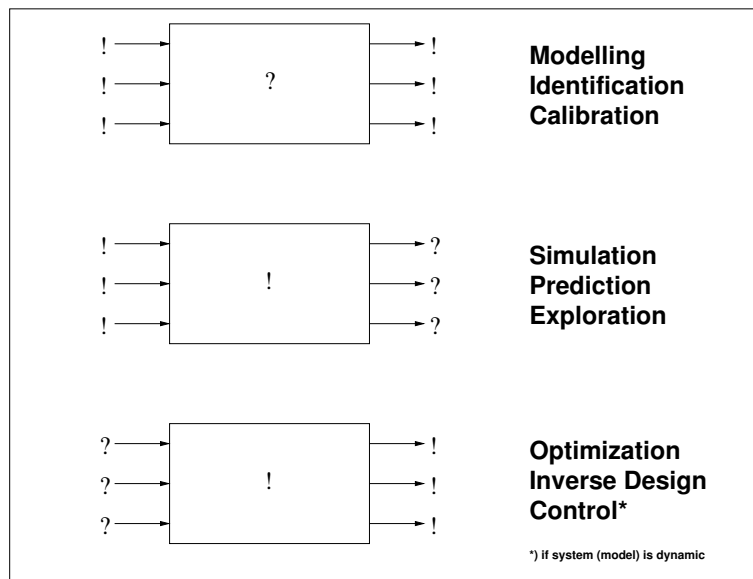 ! ! Modelling
! ? ! Identification
! ! Calibration
! ? Simulation
! ! ? Prediction
! ? Exploration
? ! Optimization
? ! ! Inverse Design
? ! Control*
*) if system (model) is dynamic